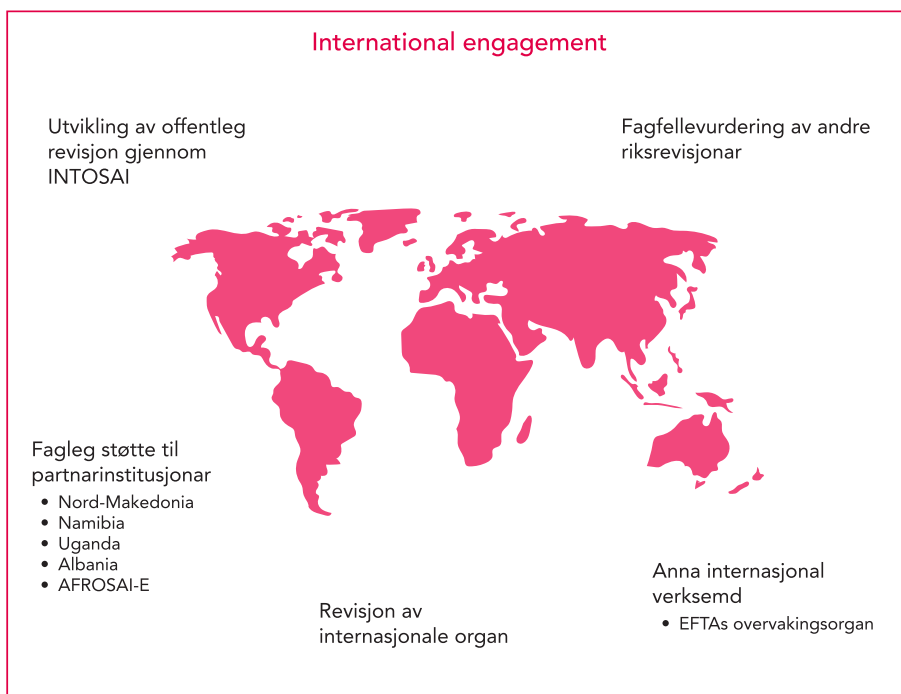 International engagement
Utvikling av offentleg
revisjon gjennom
INTOSAI
Fagfellevurdering av andre
riksrevisjonar
Fagleg støtte til
partnarinstitusjonar
• Nord-Makedonia
• Namibia
• Uganda
• Albania
• AFROSAI-E
Revisjon av
internasjonale organ
Anna internasjonal
verksemd
• EFTAs overvakingsorgan